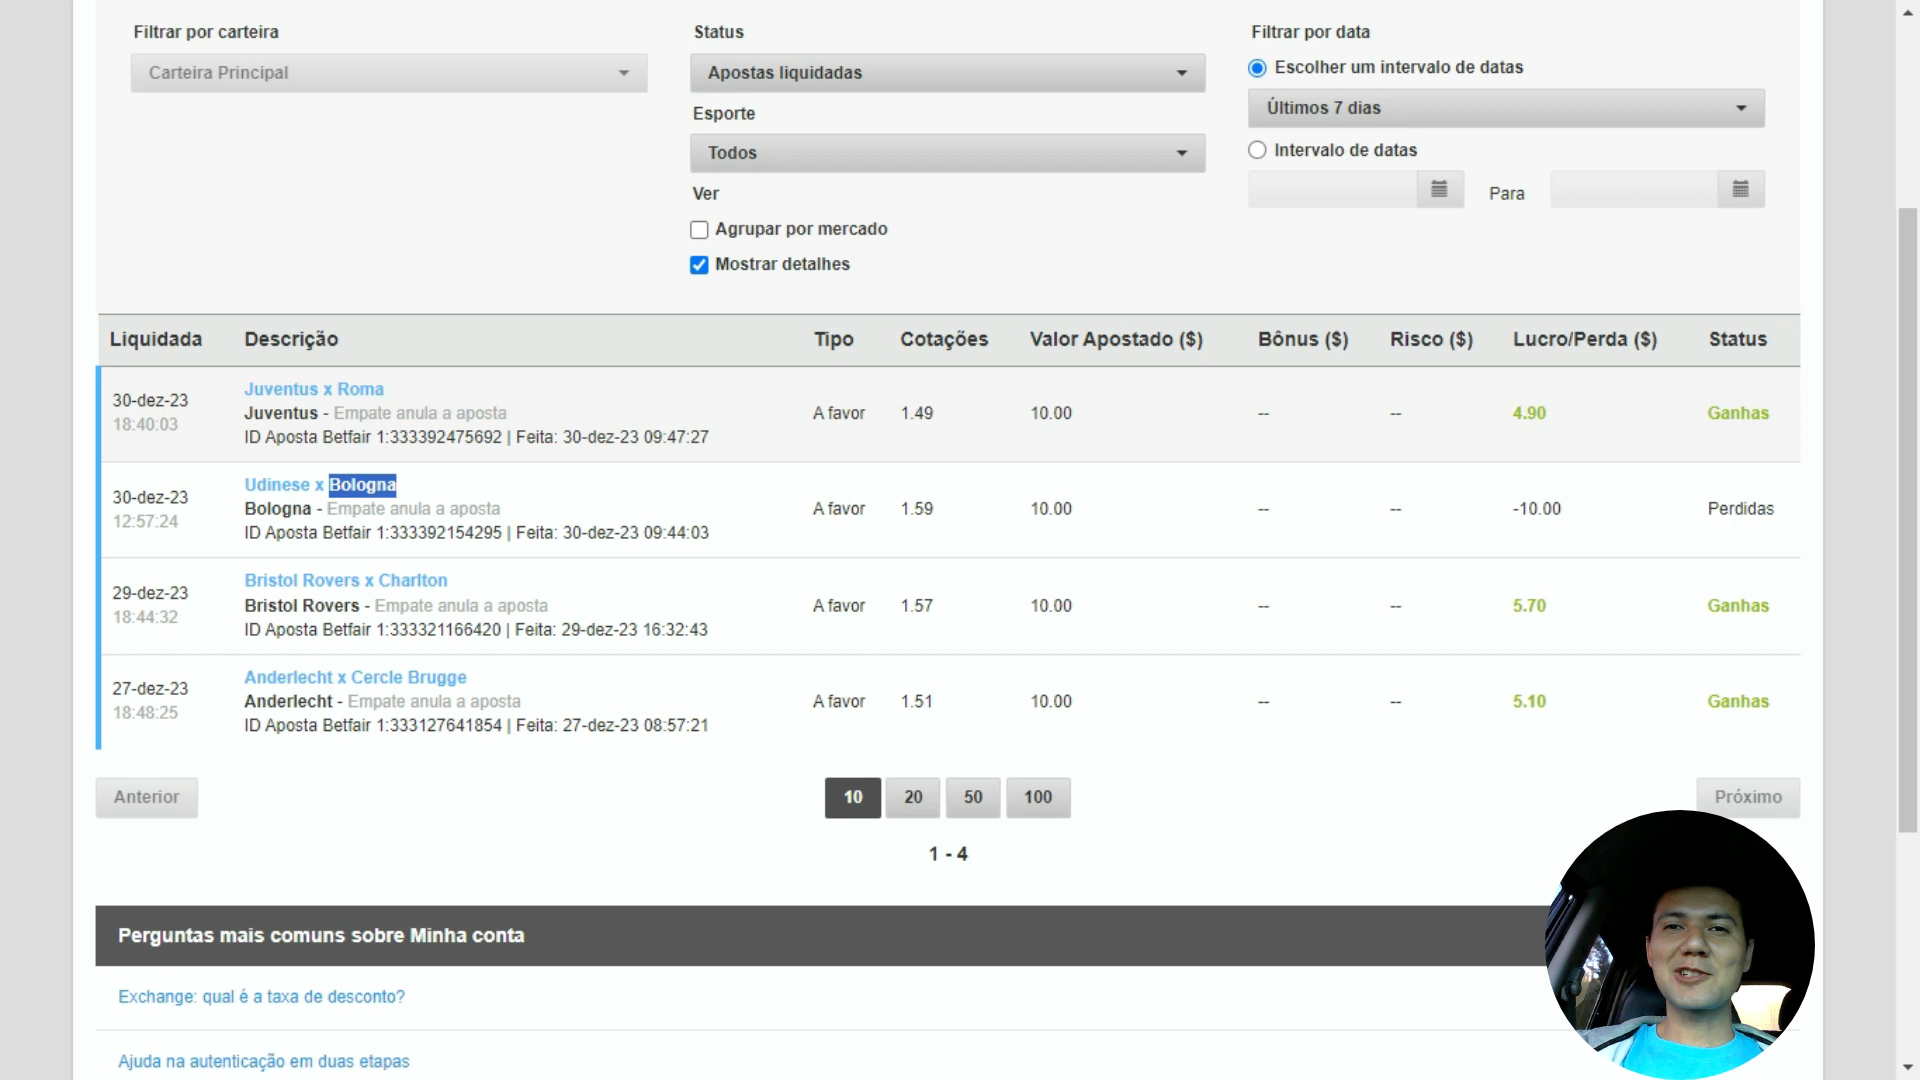 Filtrar por carteira
Carteira Principal
Status
Apostas liquidadas
Esporte
Todos
Ver
Agrupar por mercado
Mostrar detalhes
Filtrar por data
Escolher um intervalo de datas
Últimos 7 dias
Intervalo de datas
Para
Liquidada Descrição Tipo Cotações Valor Apostado ($) Bônus ($) Risco ($) Lucro/Perda ($) Status
30-dez-23
18:40:03
Juventus x Roma
Juventus - Empate anula a aposta
ID Aposta Betfair 1:333392475692 | Feita: 30-dez-23 09:47:27
A favor 1.49 10.00 -- -- 4.90 Ganhas
30-dez-23
12:57:24
Udinese x Bologna
Bologna - Empate anula a aposta
ID Aposta Betfair 1:333392154295 | Feita: 30-dez-23 09:44:03
A favor 1.59 10.00 -- -- -10.00 Perdidas
29-dez-23
18:44:32
Bristol Rovers x Charlton
Bristol Rovers - Empate anula a aposta
ID Aposta Betfair 1:333321166420 | Feita: 29-dez-23 16:32:43
A favor 1.57 10.00 -- -- 5.70 Ganhas
27-dez-23
18:48:25
Anderlecht x Cercle Brugge
Anderlecht - Empate anula a aposta
ID Aposta Betfair 1:333127641854 | Feita: 27-dez-23 08:57:21
A favor 1.51 10.00 -- -- 5.10 Ganhas
Anterior 10 20 50 100 Próximo
1 - 4
Perguntas mais comuns sobre Minha conta
Exchange: qual é a taxa de desconto?
Ajuda na autenticação em duas etapas